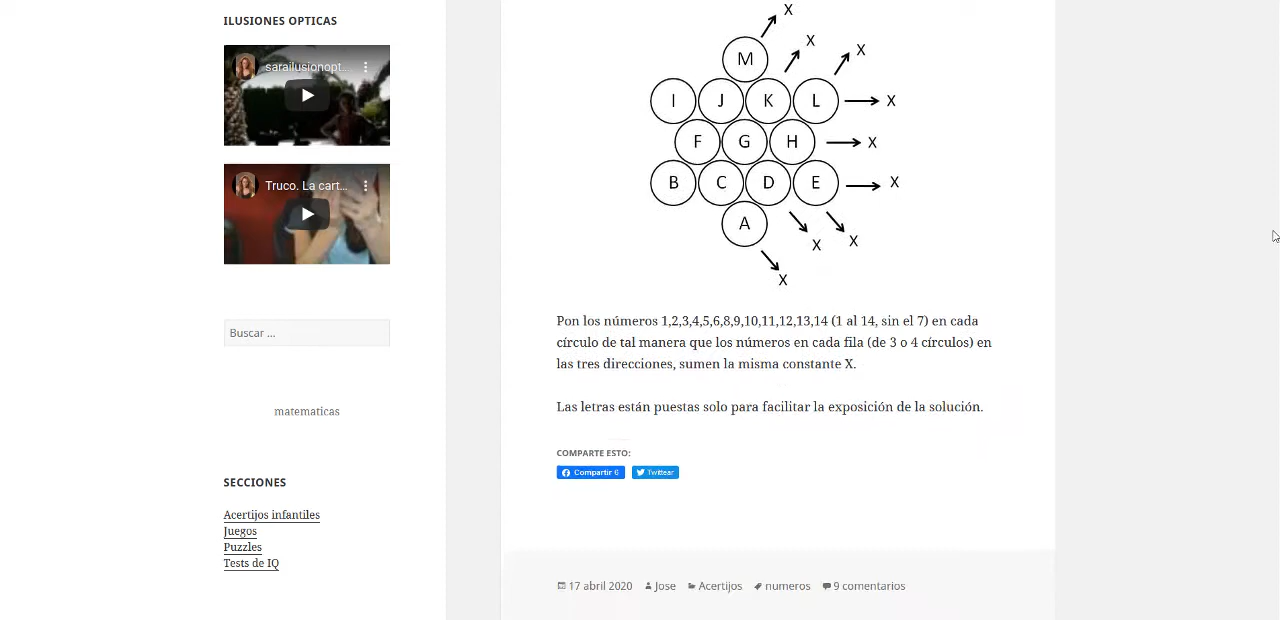 ILUSIONES OPTICAS
sarailusionopt...
Truco. La cart...
Buscar ...
matematicas
SECCIONES
Acertijos infantiles
Juegos
Puzzles
Tests de IQ
X
X
M
X
I J K L X
F G H X
B C D E X
A
X
X
X
Pon los números 1,2,3,4,5,6,8,9,10,11,12,13,14 (1 al 14, sin el 7) en cada
círculo de tal manera que los números en cada fila (de 3 o 4 círculos) en
las tres direcciones, sumen la misma constante X.
Las letras están puestas solo para facilitar la exposición de la solución.
COMPARTE ESTO:
Compartir 6
Twittear
17 abril 2020 Jose Acertijos numeros 9 comentarios